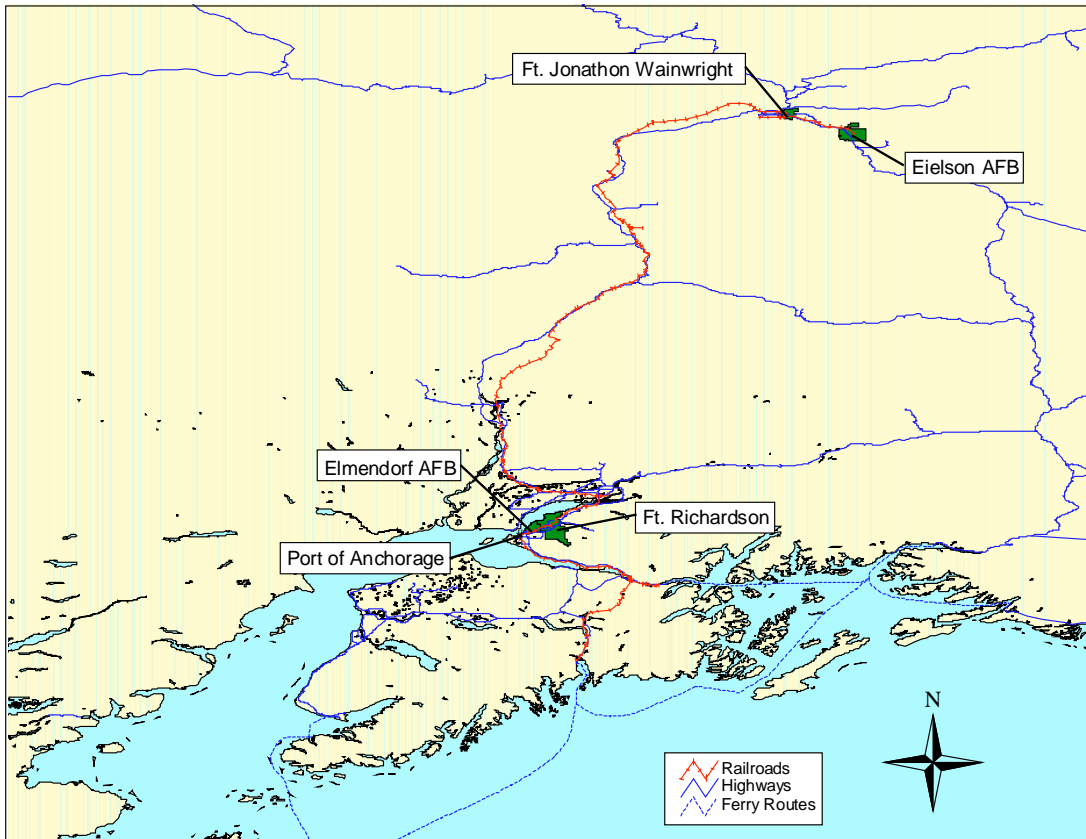 Ft. Jonathon Wainwright
Eielson AFB
Elmendorf AFB
Ft. Richardson
Port of Anchorage
N
Railroads
Highways
Ferry Routes